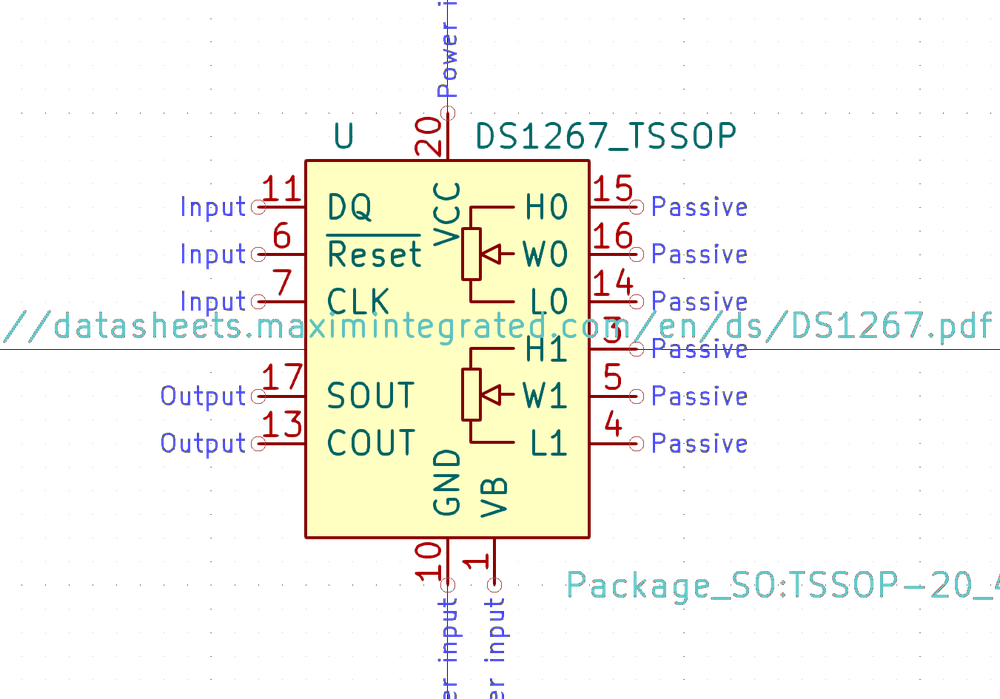 Power i
U
20
DS1267_TSSOP
Input 11 DQ
VCC
H0 15 Passive
Input 6 Reset
W0 16 Passive
Input 7 CLK
L0 14 Passive
//datasheets.maximintegrated.com/en/ds/DS1267.pdf
H1 3 Passive
Output 17 SOUT
W1 5 Passive
Output 13 COUT
L1 4 Passive
GND
VB
10
1
Package_SO:TSSOP-20_4
er input
er input